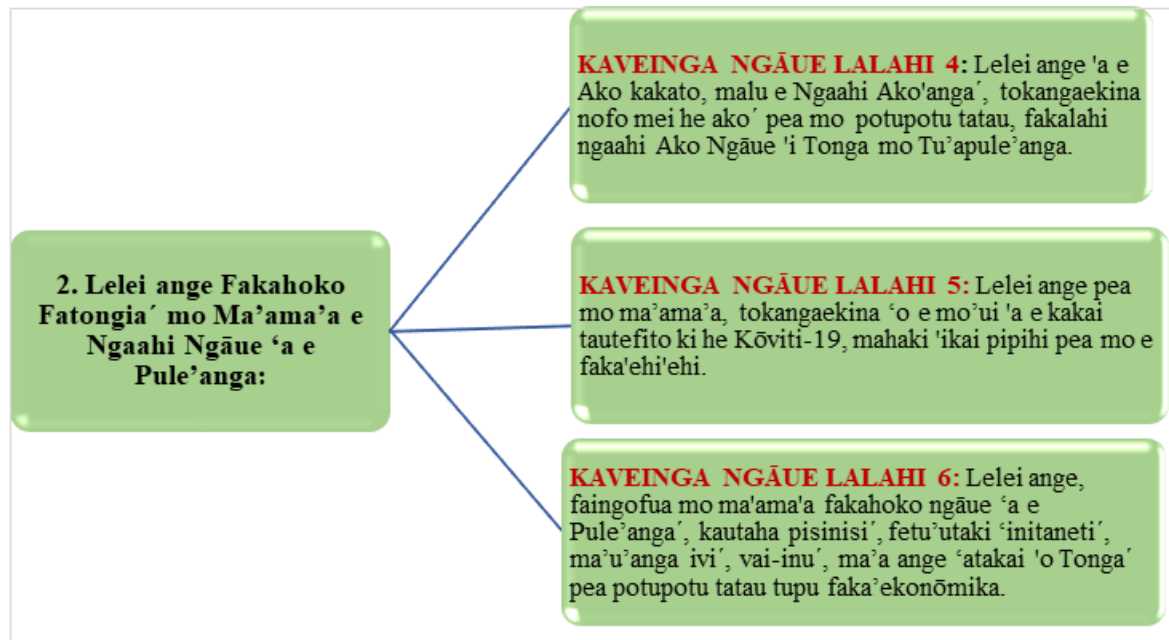 2. Lelei ange Fakahoko
Fatongia´ mo Ma’ama’a e
Ngaahi Ngāue ‘a e
Pule’anga:
KAVEINGA NGĀUE LALAHI 4: Lelei ange 'a e
Ako kakato, malu e Ngaahi Ako'anga´, tokangaekina
nofo mei he ako´ pea mo potupotu tatau, fakalahi
ngaahi Ako Ngāue 'i Tonga mo Tu’apule’anga.
KAVEINGA NGĀUE LALAHI 5: Lelei ange pea
mo ma’ama’a, tokangaekina ‘o e mo’ui 'a e kakai
tautefito ki he Kōviti-19, mahaki 'ikai pipihi pea mo e
faka'ehi'ehi.
KAVEINGA NGĀUE LALAHI 6: Lelei ange,
faingofua mo ma'ama'a fakahoko ngāue ‘a e
Pule’anga´, kautaha pisinisi´, fetu’utaki ‘initaneti´,
ma’u’anga ivi´, vai-inu´, ma’a ange ‘atakai 'o Tonga´
pea potupotu tatau tupu faka’ekonōmika.